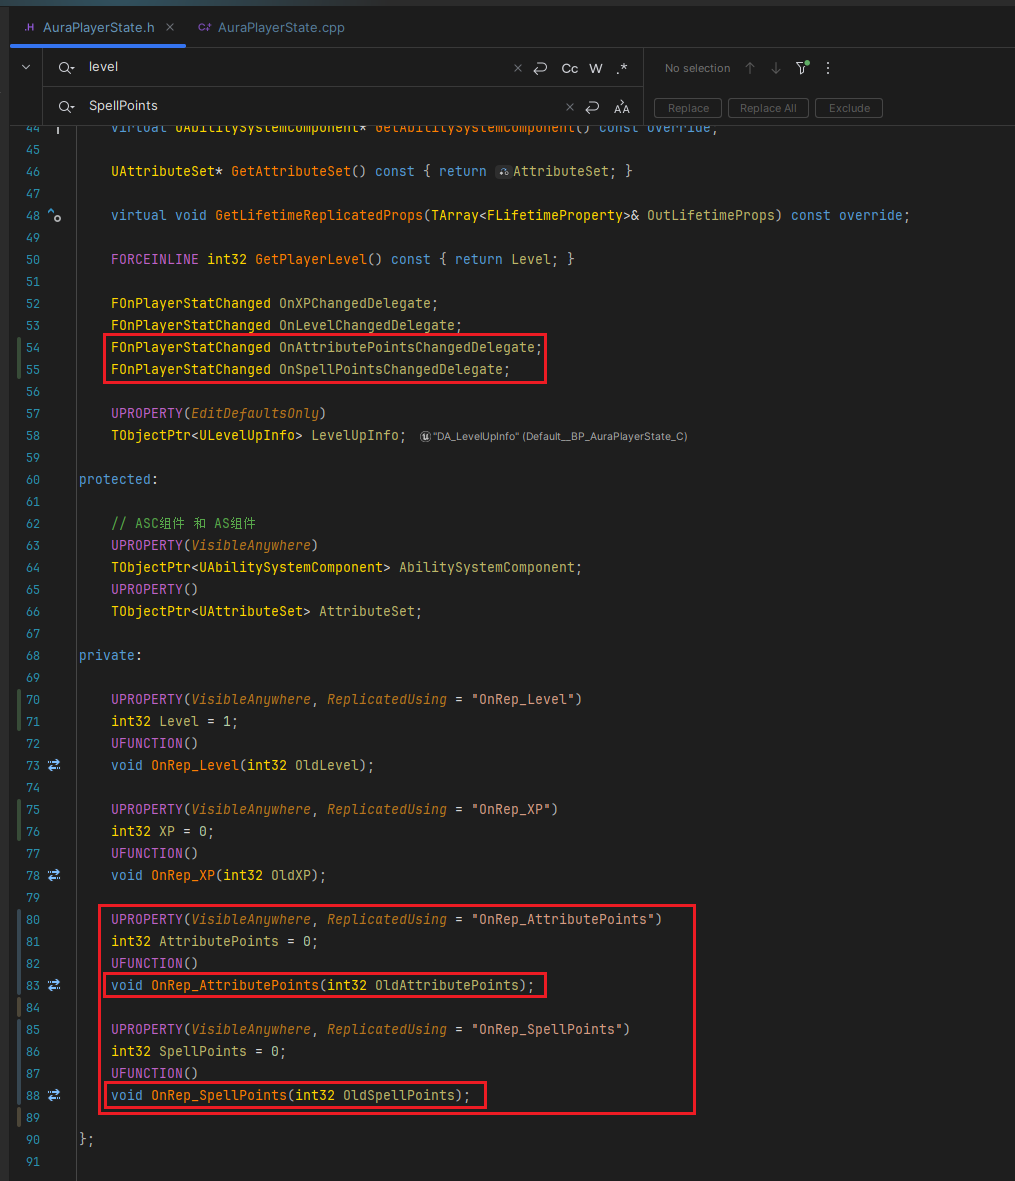 AuraPlayerState.h
AuraPlayerState.cpp
level
Cc W .*
No selection
SpellPoints
Replace
Replace All
Exclude
44 virtual UAbilitySystemComponent* GetAbilitySystemComponent() const override;
45
46 UAttributeSet* GetAttributeSet() const { return AttributeSet; }
47
48 virtual void GetLifetimeReplicatedProps(TArray<FLifetimeProperty>& OutLifetimeProps) const override;
49
50 FORCEINLINE int32 GetPlayerLevel() const { return Level; }
51
52 FOnPlayerStatChanged OnXPChangedDelegate;
53 FOnPlayerStatChanged OnLevelChangedDelegate;
54 FOnPlayerStatChanged OnAttributePointsChangedDelegate;
55 FOnPlayerStatChanged OnSpellPointsChangedDelegate;
56
57 UPROPERTY(EditDefaultsOnly)
58 TObjectPtr<ULevelUpInfo> LevelUpInfo; "DA_LevelUpInfo" (Default__BP_AuraPlayerState_C)
59
60 protected:
61
62 // ASC组件 和 AS组件
63 UPROPERTY(VisibleAnywhere)
64 TObjectPtr<UAbilitySystemComponent> AbilitySystemComponent;
65 UPROPERTY()
66 TObjectPtr<UAttributeSet> AttributeSet;
67
68 private:
69
70 UPROPERTY(VisibleAnywhere, ReplicatedUsing = "OnRep_Level")
71 int32 Level = 1;
72 UFUNCTION()
73 void OnRep_Level(int32 OldLevel);
74
75 UPROPERTY(VisibleAnywhere, ReplicatedUsing = "OnRep_XP")
76 int32 XP = 0;
77 UFUNCTION()
78 void OnRep_XP(int32 OldXP);
79
80 UPROPERTY(VisibleAnywhere, ReplicatedUsing = "OnRep_AttributePoints")
81 int32 AttributePoints = 0;
82 UFUNCTION()
83 void OnRep_AttributePoints(int32 OldAttributePoints);
84
85 UPROPERTY(VisibleAnywhere, ReplicatedUsing = "OnRep_SpellPoints")
86 int32 SpellPoints = 0;
87 UFUNCTION()
88 void OnRep_SpellPoints(int32 OldSpellPoints);
89
90 };
91